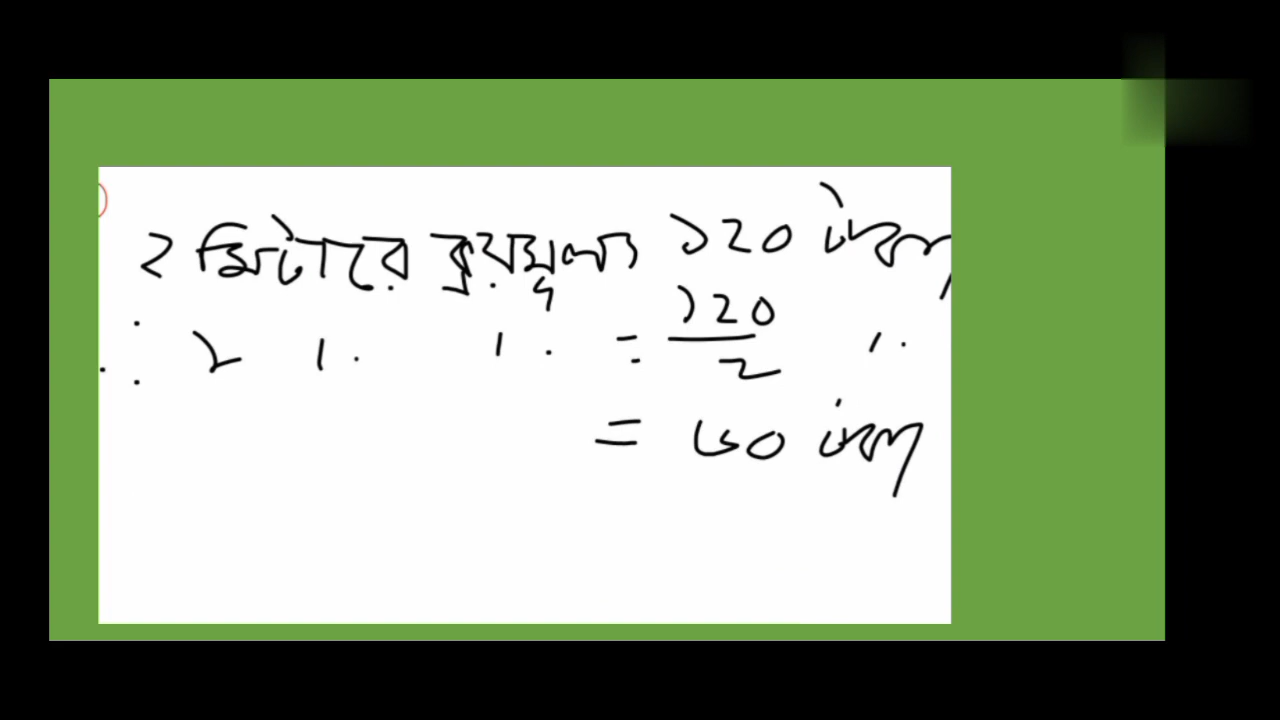 ২ মিটারের ক্রয়মূল্য ১২০ টাকা
∴ ১ ,, ,, = ১২০/২ ,,
= ৬০ টাকা